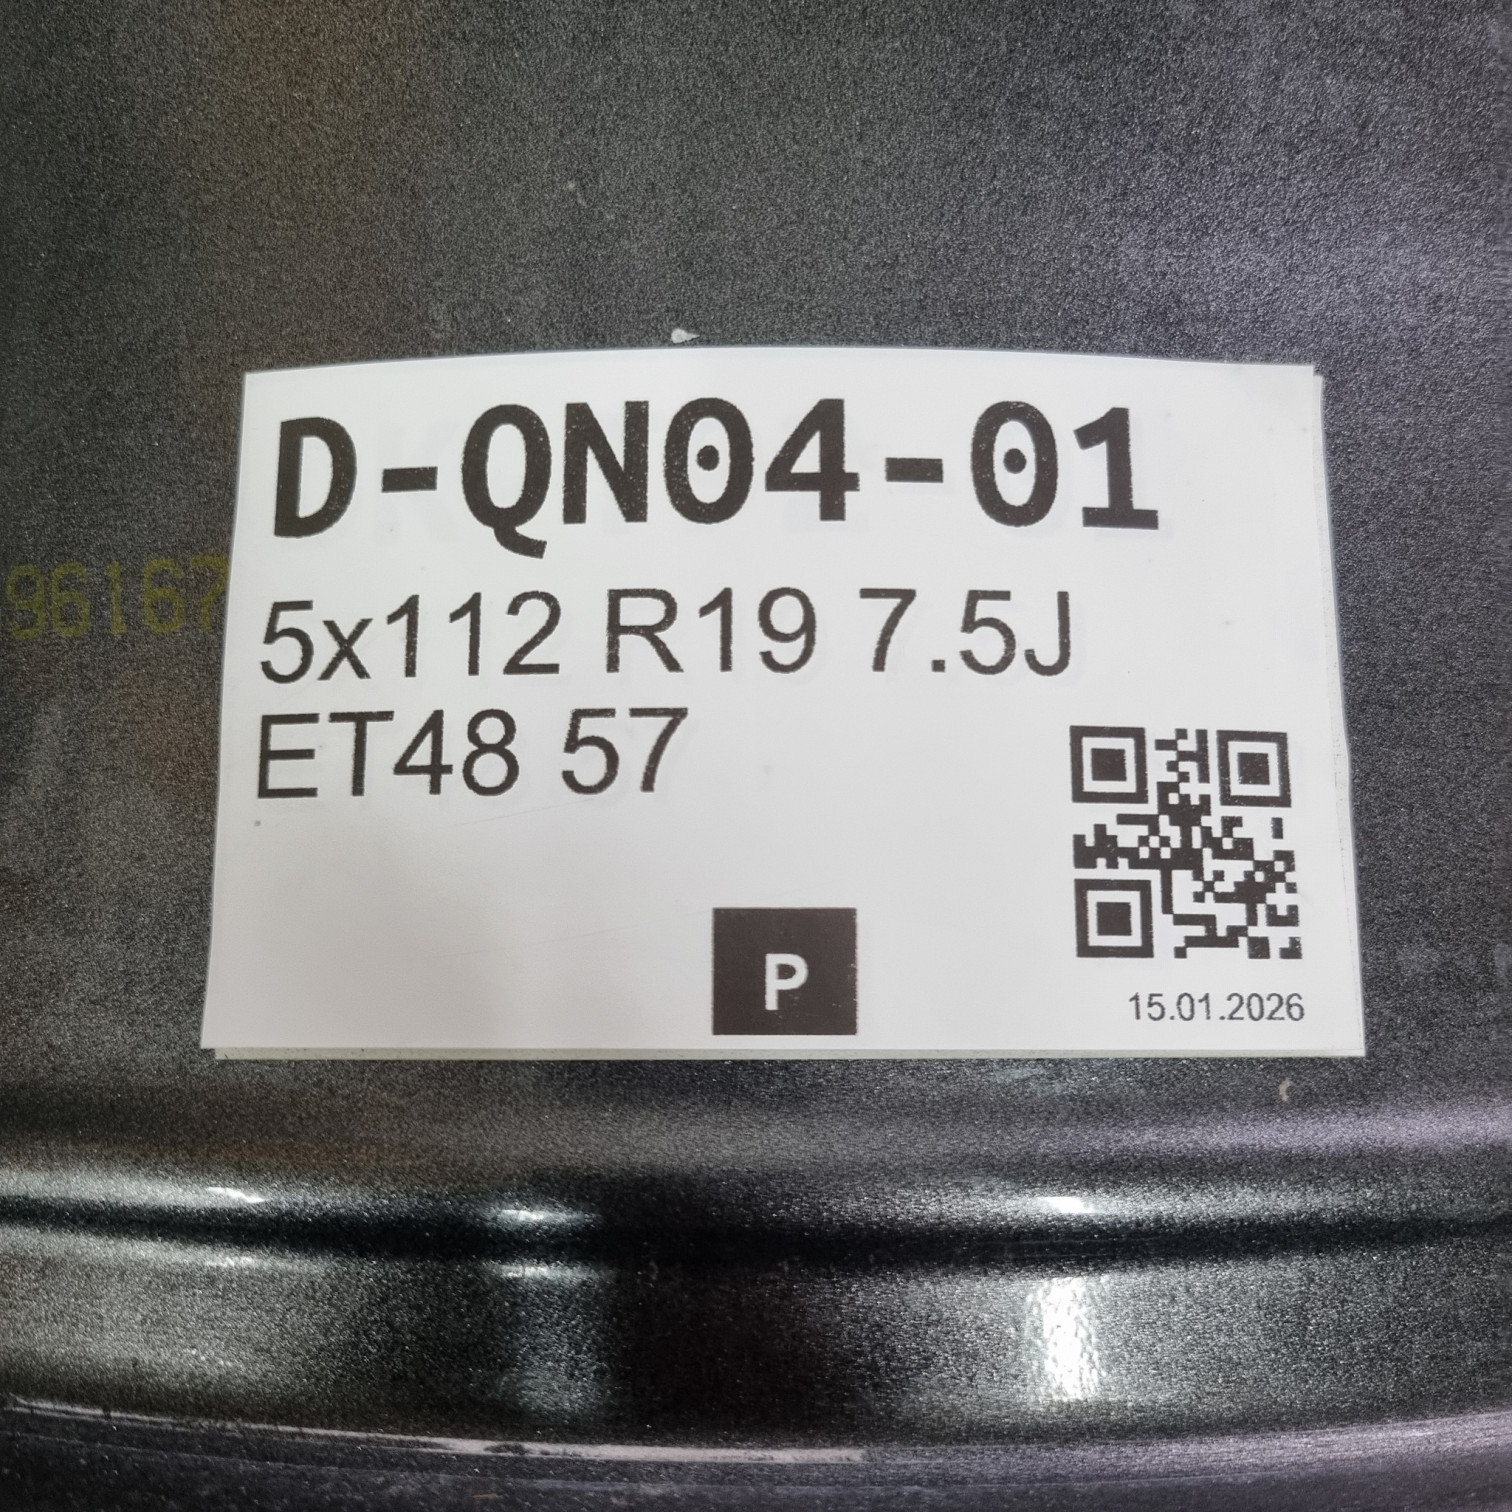 D-QN04-01
5x112 R19 7.5J
ET48 57
P
15.01.2026
96167